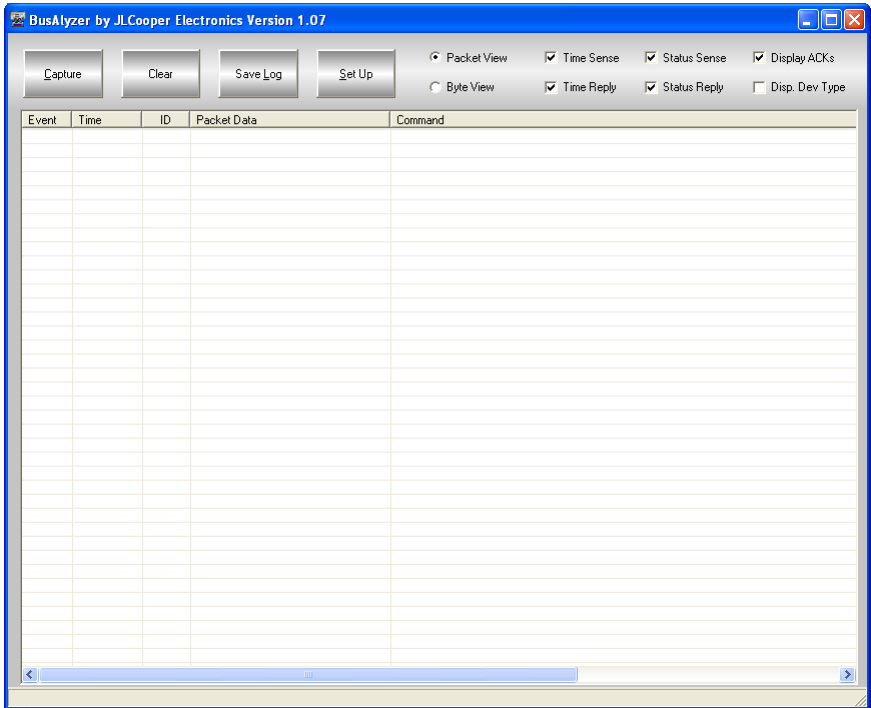 BusAlyzer by JLCooper Electronics Version 1.07
Capture Clear Save Log Set Up
Packet View Time Sense Status Sense Display ACKs
Byte View Time Reply Status Reply Disp. Dev Type
Event Time ID Packet Data Command